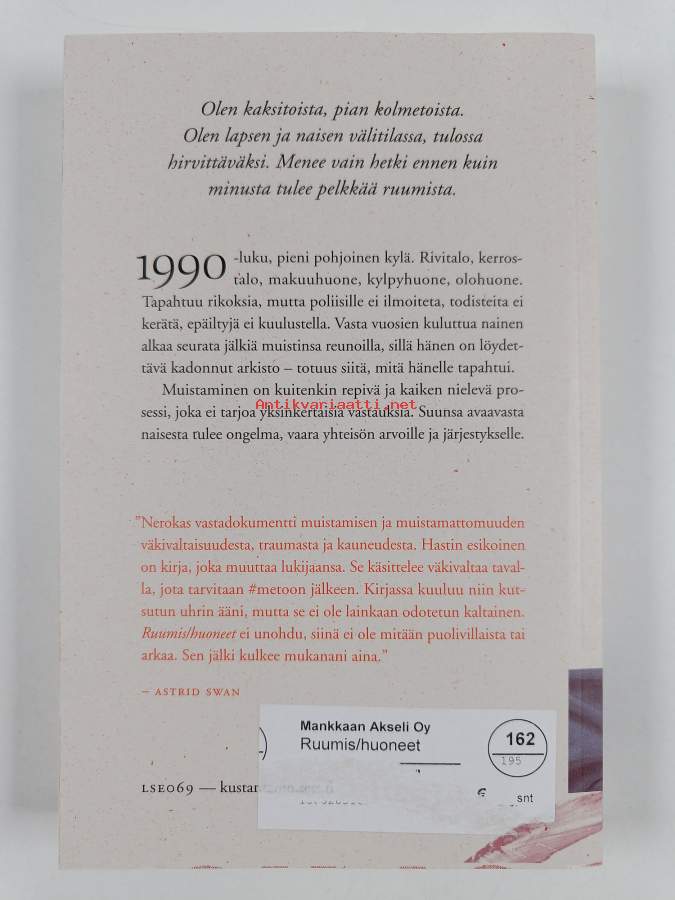 Olen kaksitoista, pian kolmetoista.
Olen lapsen ja naisen välitilassa, tulossa
hirvittäväksi. Menee vain hetki ennen kuin
minusta tulee pelkkää ruumista.
1990-luku, pieni pohjoinen kylä. Rivitalo, kerros-
talo, makuuhuone, kylpyhuone, olohuone.
Tapahtuu rikoksia, mutta poliisille ei ilmoiteta, todisteita ei
kerätä, epäiltyjä ei kuulustella. Vasta vuosien kuluttua nainen
alkaa seurata jälkiä muistinsa reunoilla, sillä hänen on löydet-
tävä kadonnut arkisto – totuus siitä, mitä hänelle tapahtui.
Muistaminen on kuitenkin repivä ja kaiken nielevä pro-
Antikvariaatti.net
sessi, joka ei tarjoa yksinkertaisia vastauksia. Suunsa avaavasta
naisesta tulee ongelma, vaara yhteisön arvoille ja järjestykselle.
”Nerokas vastadokumentti muistamisen ja muistamattomuuden
väkivaltaisuudesta, traumasta ja kauneudesta. Hastin esikoinen
on kirja, joka muuttaa lukijaansa. Se käsittelee väkivaltaa taval-
la, jota tarvitaan #metoon jälkeen. Kirjassa kuuluu niin kut-
sutun uhrin ääni, mutta se ei ole lainkaan odotetun kaltainen.
Ruumis/huoneet ei unohdu, siinä ei ole mitään puolivillaista tai
arkaa. Sen jälki kulkee mukanani aina.”
– ASTRID SWAN
Mankkaan Akseli Oy
Ruumis/huoneet
162
195
€
snt
LSE069 —